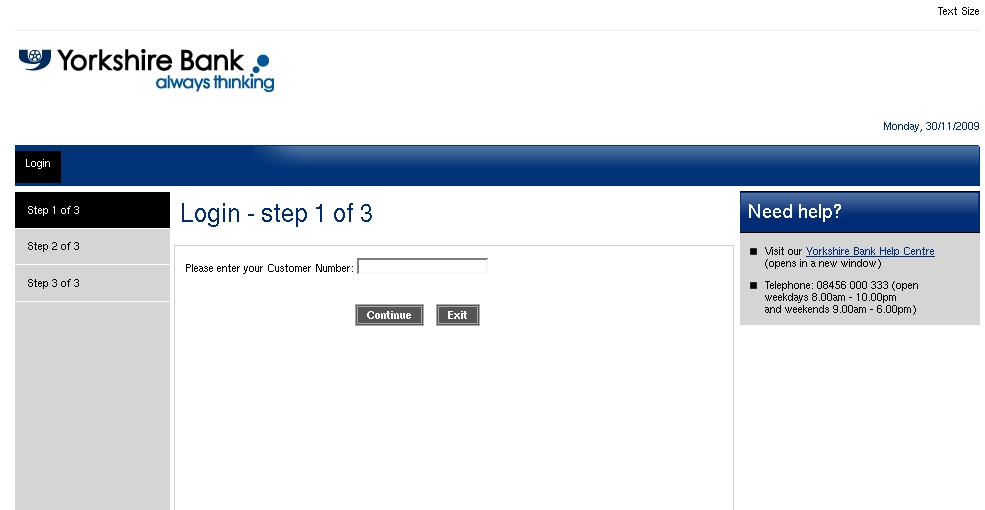 Text Size
Yorkshire Bank
always thinking
Monday, 30/11/2009
Login
Step 1 of 3
Step 2 of 3
Step 3 of 3
Login - step 1 of 3
Please enter your Customer Number:
Continue
Exit
Need help?
Visit our Yorkshire Bank Help Centre
(opens in a new window)
Telephone: 08456 000 333 (open
weekdays 8.00am - 10.00pm
and weekends 9.00am - 6.00pm)